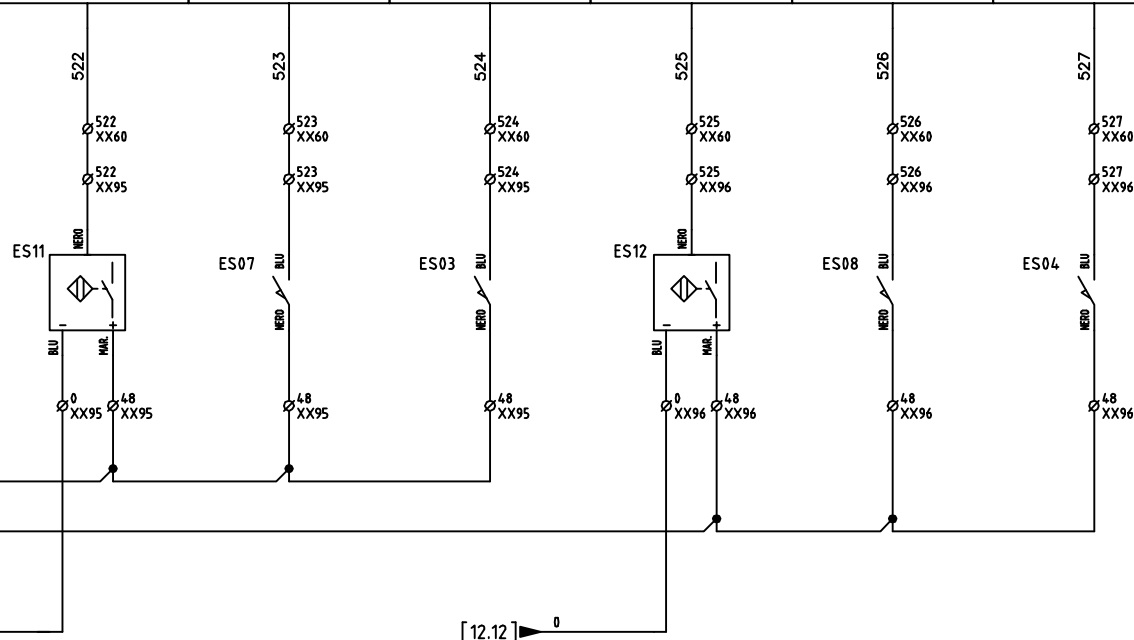 522
523
524
525
526
527
522
XX60
523
XX60
524
XX60
525
XX60
526
XX60
527
XX60
522
XX95
523
XX95
524
XX95
525
XX96
526
XX96
527
XX96
NERO
NERO
ES11
ES07
BLU
ES03
BLU
ES12
ES08
BLU
ES04
BLU
-
+
-
+
NERO
NERO
NERO
NERO
BLU
MAR.
BLU
MAR.
0
XX95
48
XX95
48
XX95
48
XX95
0
XX96
48
XX96
48
XX96
48
XX96
[12.12]
0